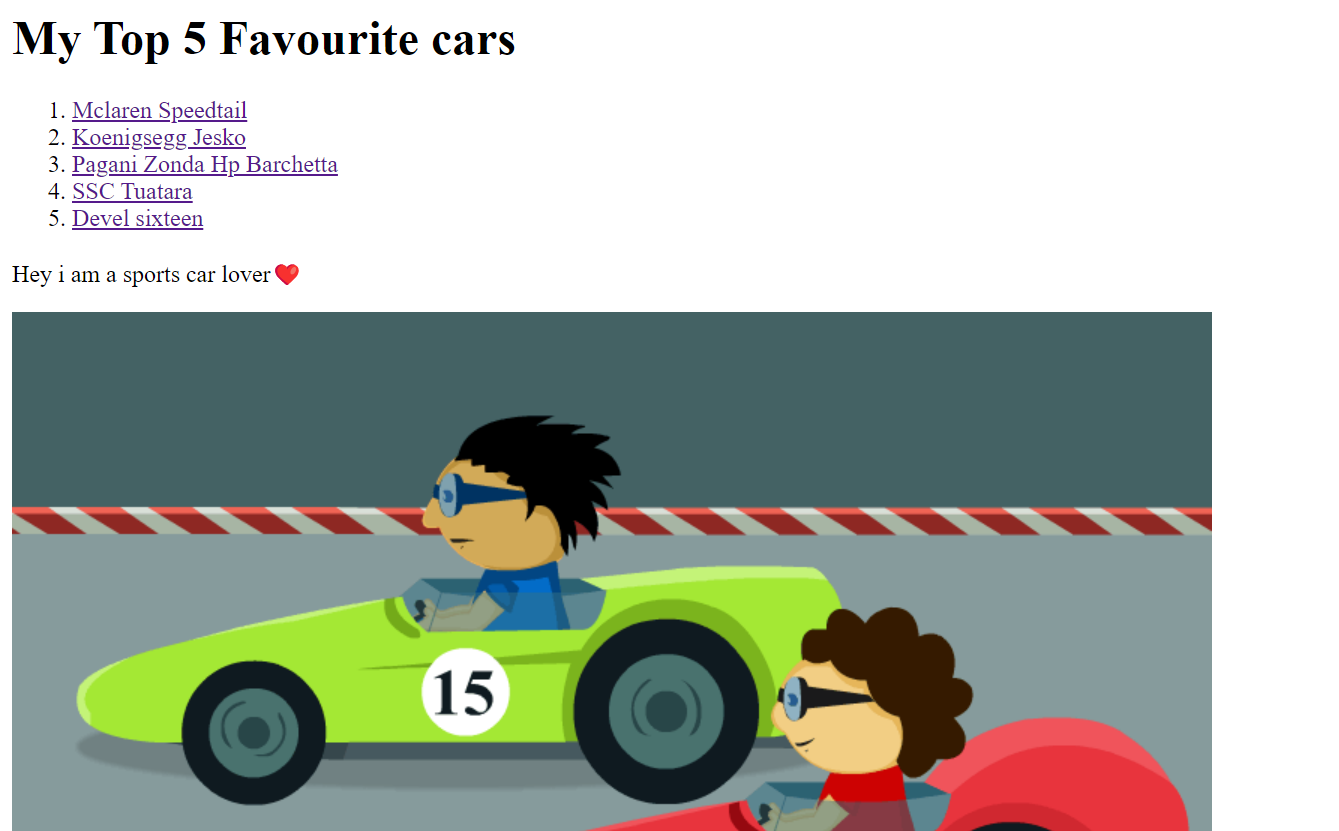 My Top 5 Favourite cars
1. Mclaren Speedtail
2. Koenigsegg Jesko
3. Pagani Zonda Hp Barchetta
4. SSC Tuatara
5. Devel sixteen
Hey i am a sports car lover❤️
15